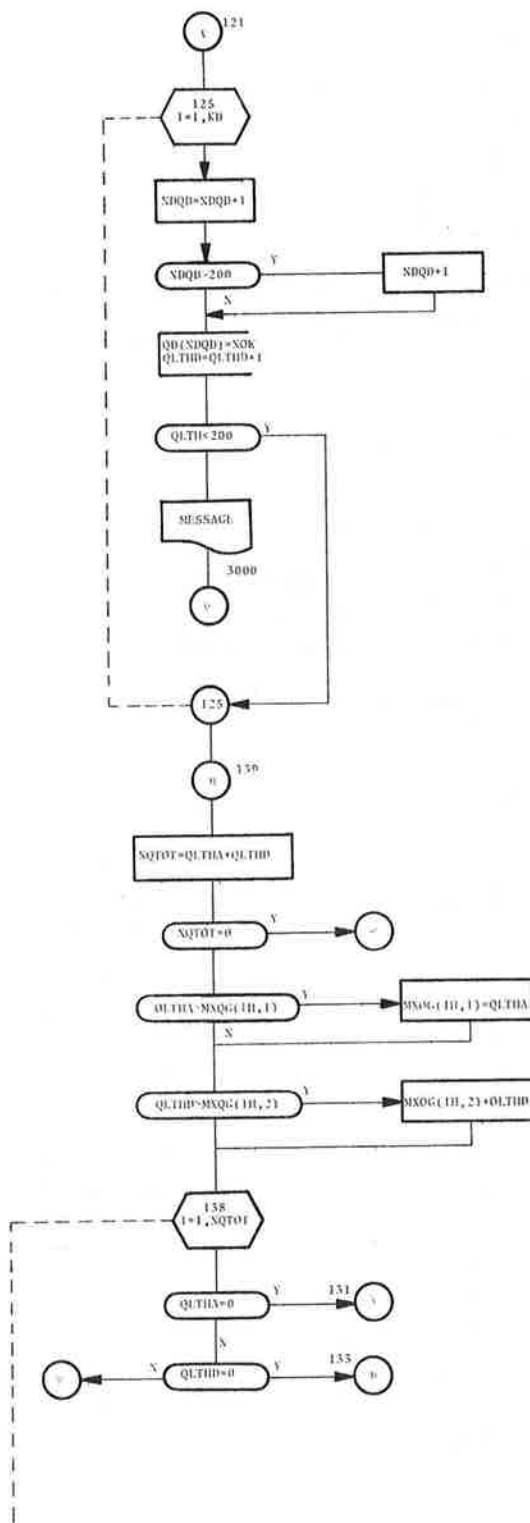 121
125
I=1,KD
NDQD=NDQD+1
NDQD>200
Y
NDQD+1
N
QD(NDQD)=NOK
QLTHD=QLTHD+1
QLTH<200
Y
MESSAGE
3000
125
139
NQTOT=QLTHA+QLTHD
NQTOT=0
Y
QLTHA>MXQG(IH,1)
Y
MXQG(IH,1)=QLTHA
N
QLTHD>MXQG(IH,2)
Y
MXQG(IH,2)+QLTHD
138
I=1,NQTOT
QLTHA=0
Y
131
N
N
QLTHD=0
Y
133